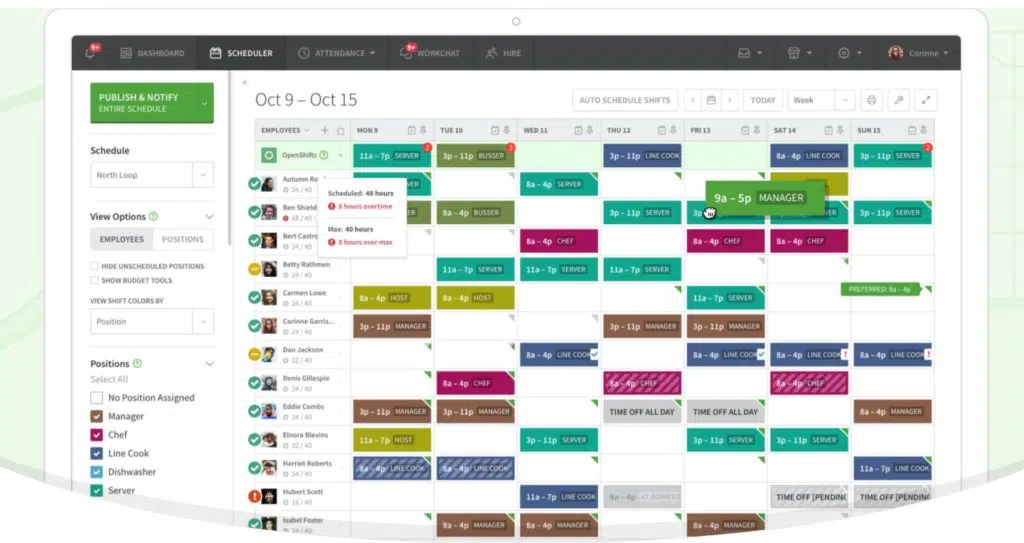 9+
DASHBOARD
SCHEDULER
ATTENDANCE
9+
WORKCHAT
HIRE
Corinne
PUBLISH & NOTIFY
ENTIRE SCHEDULE
Schedule
North Loop
View Options
EMPLOYEES POSITIONS
HIDE UNSCHEDULED POSITIONS
SHOW BUDGET TOOLS
VIEW SHIFT COLORS BY
Position
Positions
Select All
No Position Assigned
Manager
Chef
Line Cook
Dishwasher
Server
Oct 9 – Oct 15
AUTO SCHEDULE SHIFTS
TODAY
Week
EMPLOYEES MON 9 TUE 10 WED 11 THU 12 FRI 13 SAT 14 SUN 15
OpenShifts 11a – 7p SERVER 2 3p – 11p BUSSER 3 3p – 11p LINE COOK 8a – 4p LINE COOK 3p – 11p SERVER 2
Autumn Ro
24 / 40
8a – 4p SERVER
9a – 5p MANAGER
Scheduled: 48 hours
8 hours overtime
Max: 40 hours
8 hours over max
Ben Shield 8a – 4p BUSSER 3p – 11p SERVER 3p – 11p SERVER
48 / 40
Bert Castro 8a – 4p CHEF 8a – 4p CHEF 8a – 4p CHEF
24 / 40
Betty Rathmen 11a – 7p SERVER 11a – 7p SERVER 11a – 7p SERVER
24 / 40
Carmen Lowe 8a – 4p HOST 8a – 4p HOST 11a – 7p SERVER PREFERRED: 8a – 4p
24 / 40
Corinne Garris... 3p – 11p MANAGER 3p – 11p MANAGER 3p – 11p MANAGER
24 / 40
Dan Jackson 8a – 4p LINE COOK 8a – 4p LINE COOK 8a – 4p LINE COOK 8a – 4p LINE COOK
32 / 40
Denis Gillespie 8a – 4p CHEF 8a – 4p CHEF 8a – 4p CHEF
24 / 40
Eddie Combs 3p – 11p MANAGER 3p – 11p MANAGER TIME OFF ALL DAY TIME OFF ALL DAY 8a – 4p MANAGER
24 / 40
Elnora Blevins 11a – 7p HOST 3p – 11p SERVER 3p – 11p SERVER 3p – 11p SERVER
32 / 40
Harriet Roberts 8a – 4p LINE COOK 8a – 4p LINE COOK 11a – 7p LINE COOK
24 / 40
Hubert Scott 11a – 7p LINE COOK 8a – 4p TIME OFF [PENDING TIME OFF [PENDING
16 / 40
Isabel Foster 8a – 4p MANAGER 8a – 4p MANAGER 8a – 4p MANAGER
24 / 40